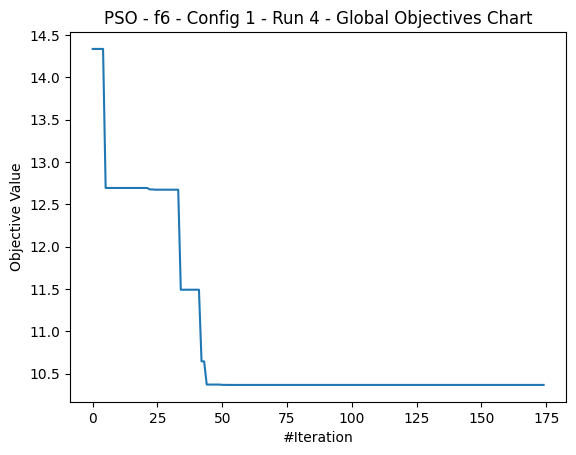 PSO - f6 - Config 1 - Run 4 - Global Objectives Chart
14.5
14.0
13.5
13.0
12.5
12.0
11.5
11.0
10.5
Objective Value
0 25 50 75 100 125 150 175
#Iteration